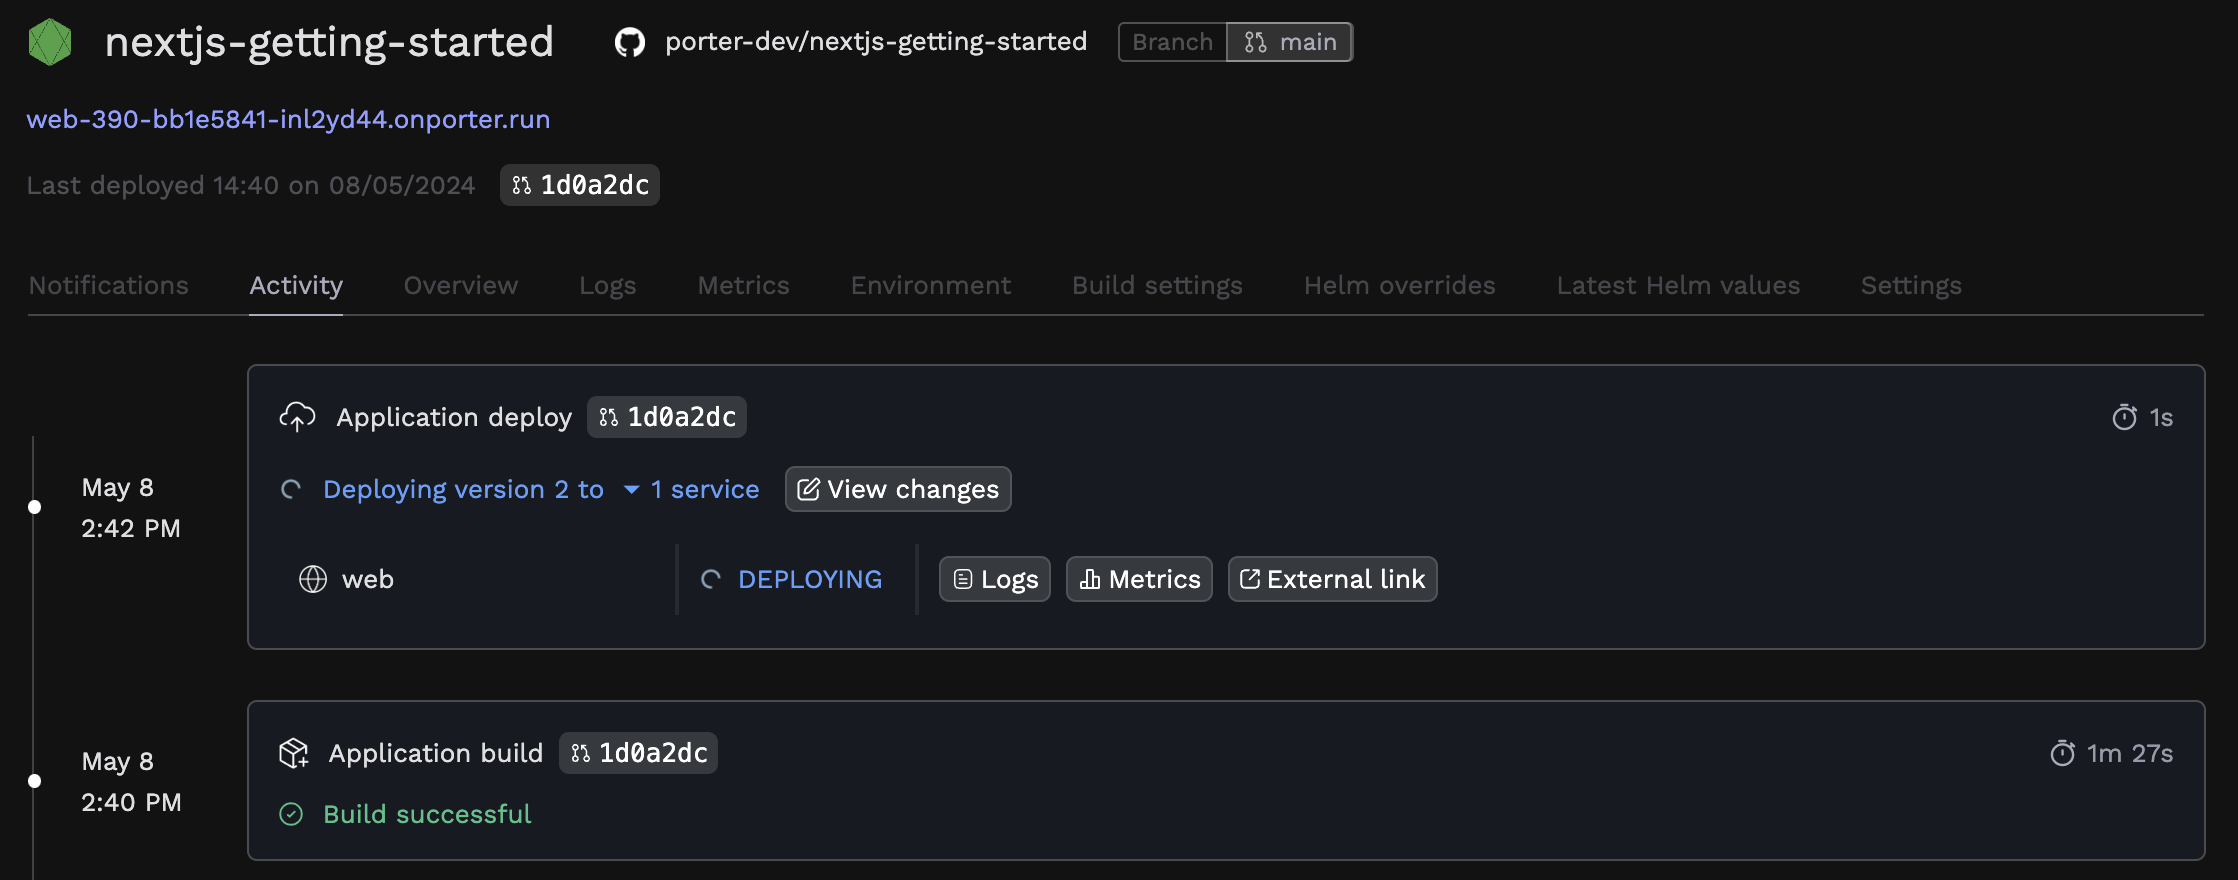 nextjs-getting-started porter-dev/nextjs-getting-started Branch main
web-390-bb1e5841-inl2yd44.onporter.run
Last deployed 14:40 on 08/05/2024 1d0a2dc
Notifications Activity Overview Logs Metrics Environment Build settings Helm overrides Latest Helm values Settings
Application deploy 1d0a2dc 1s
May 8
2:42 PM
Deploying version 2 to 1 service View changes
web DEPLOYING Logs Metrics External link
Application build 1d0a2dc 1m 27s
May 8
2:40 PM
Build successful